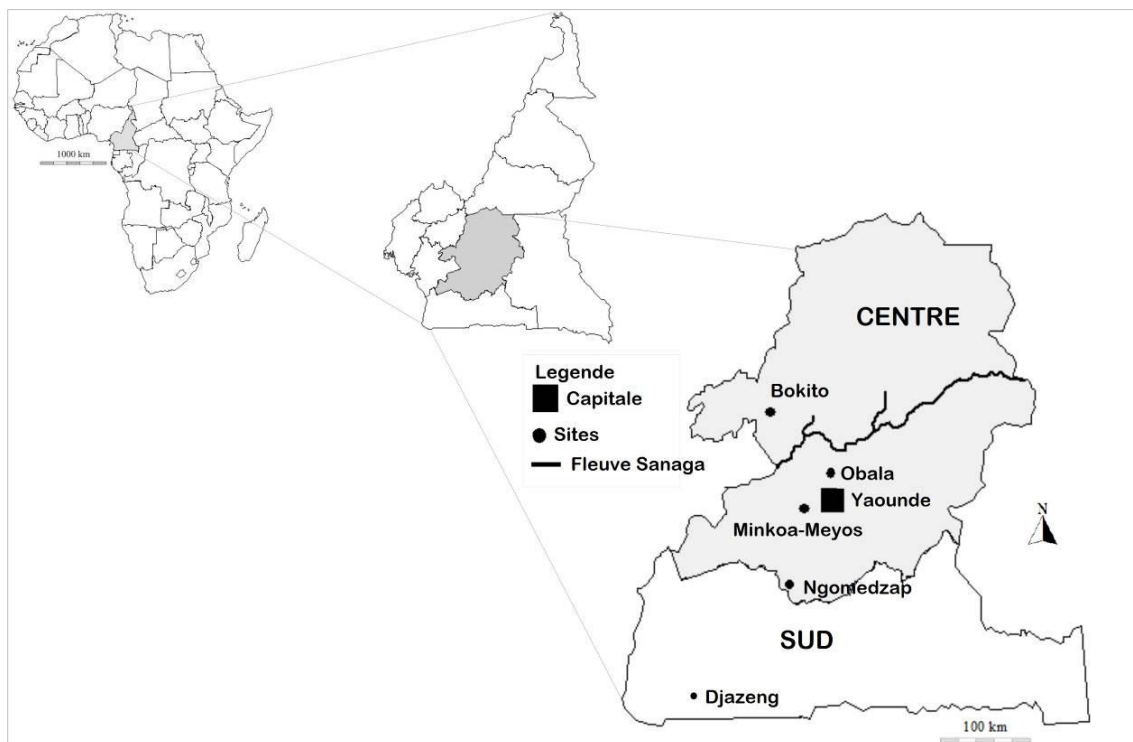 1000 km
CENTRE
Legende
Capitale
Sites
Fleuve Sanaga
Bokito
Obala
Yaounde
Minkoa-Meyos
N
Ngomedzap
SUD
Djazeng
100 km